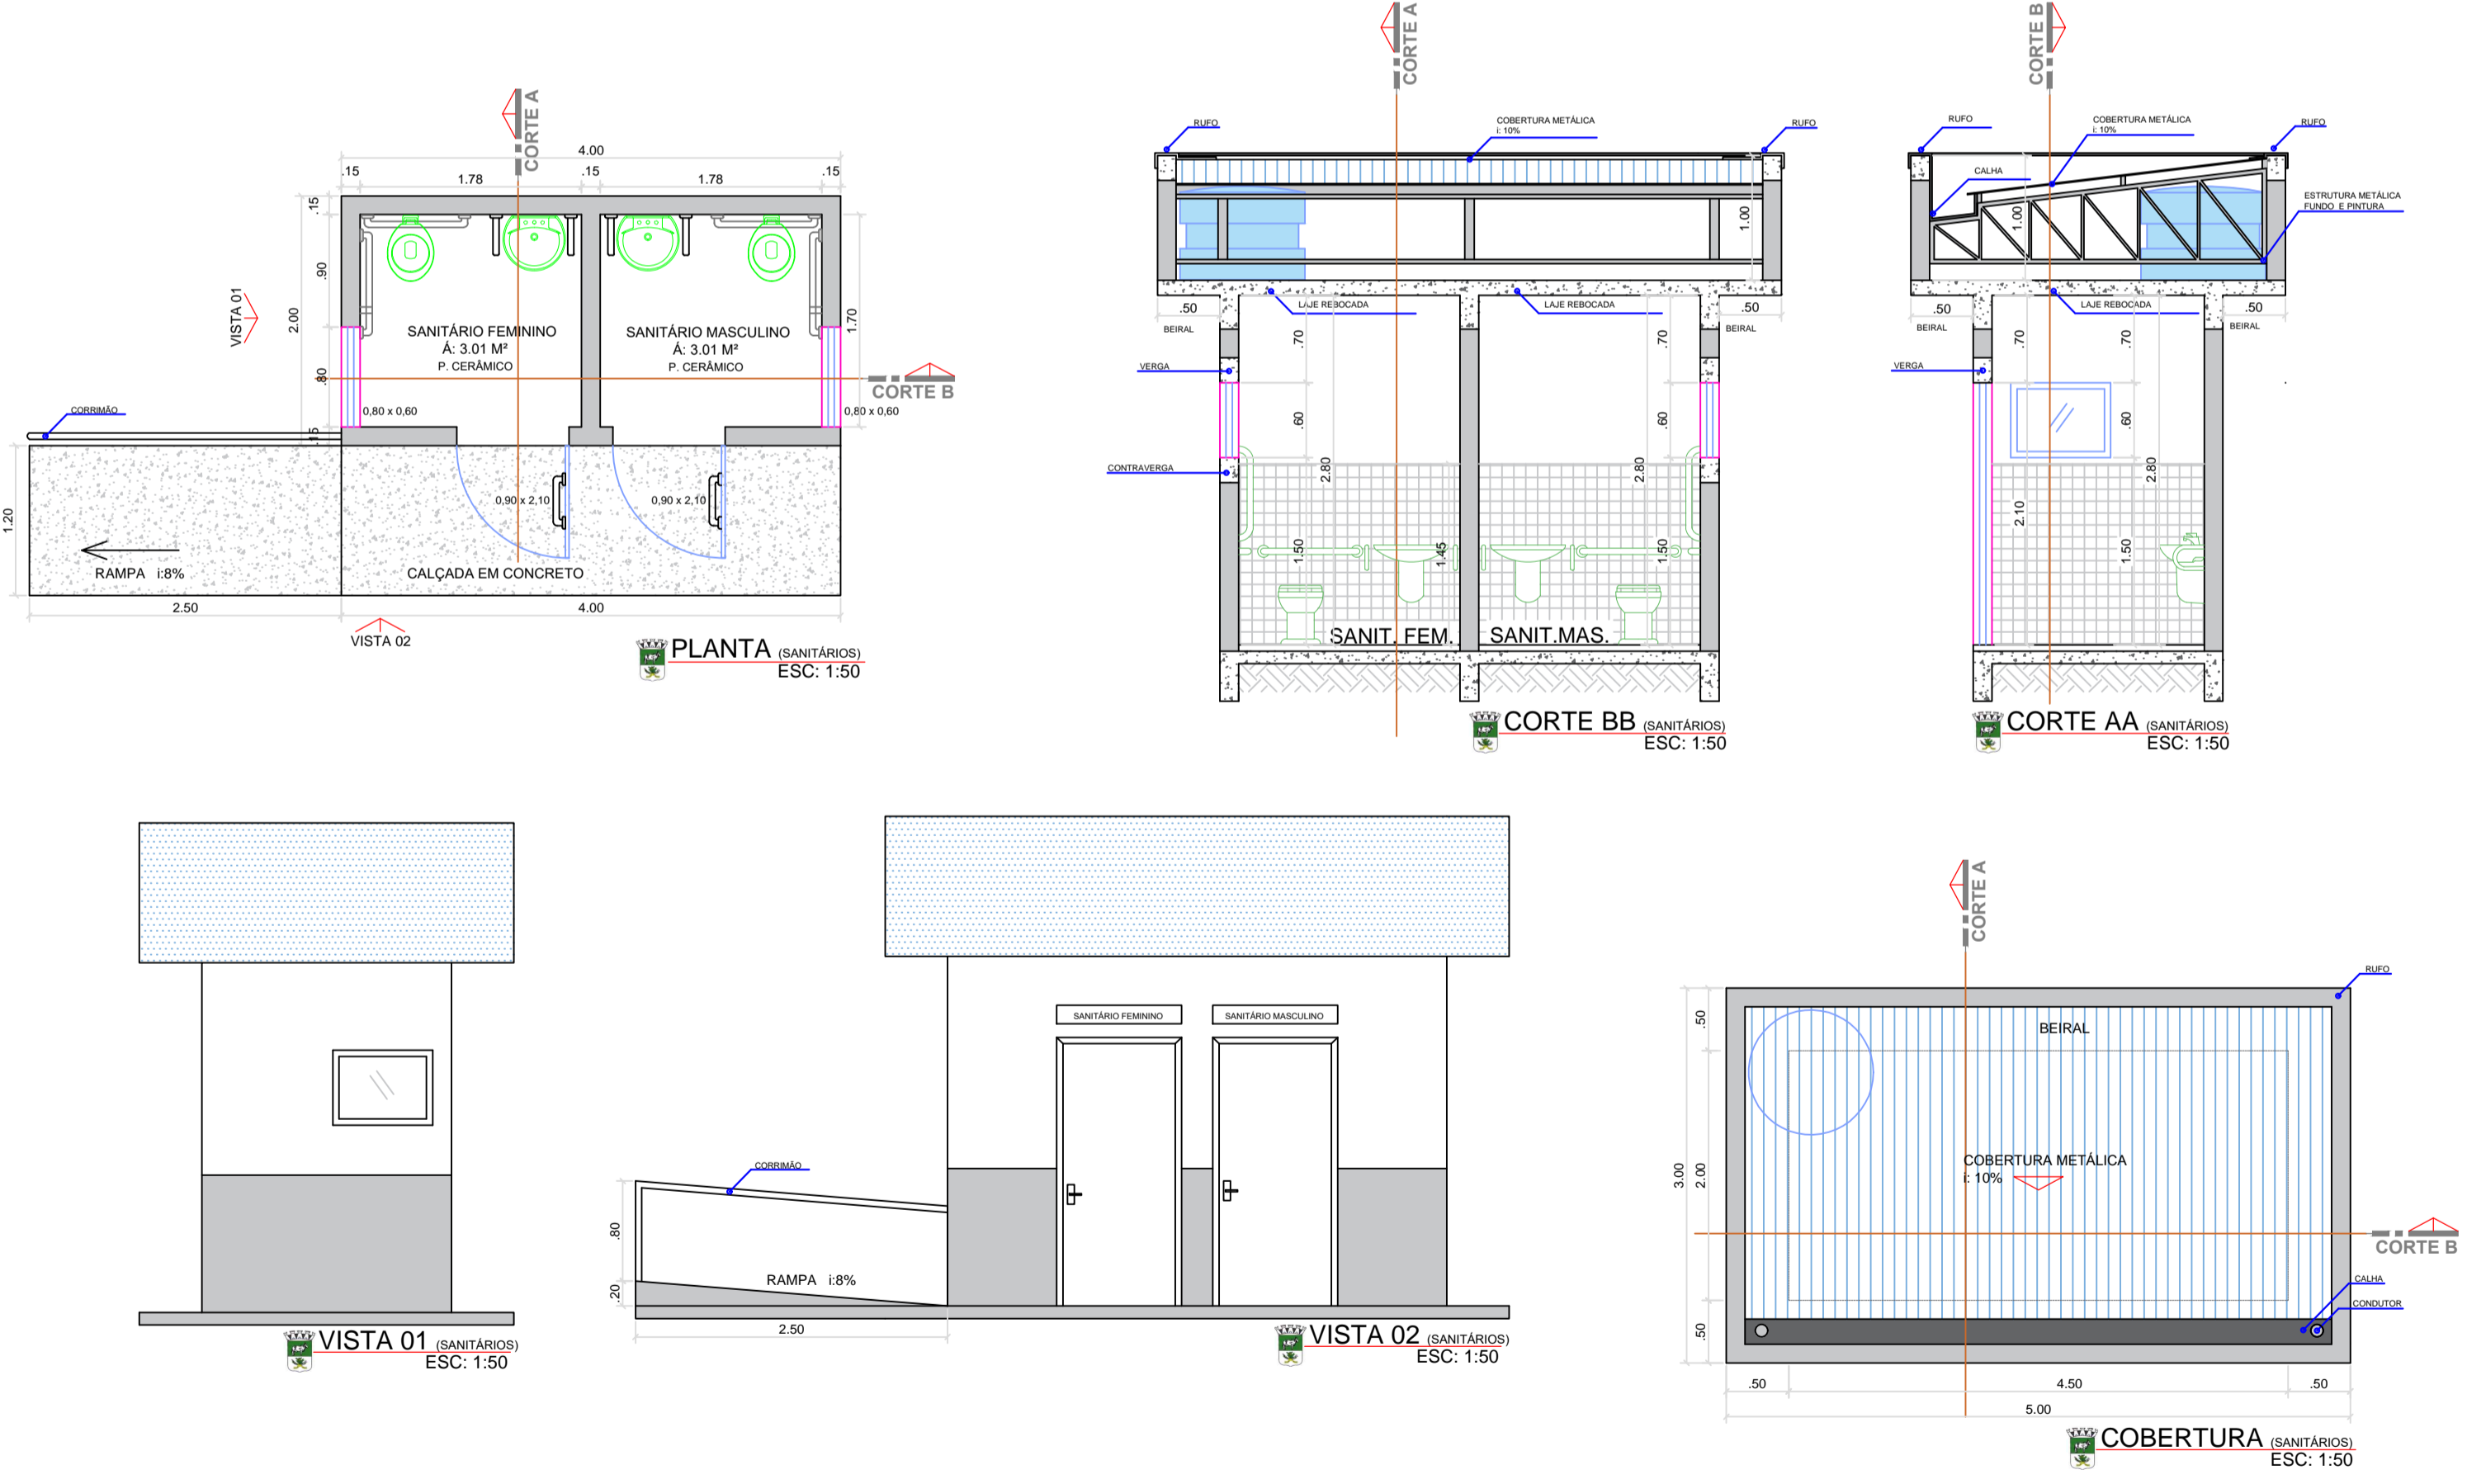 CORTE A
4.00
.15
1.78
.15
1.78
.15
.15
.90
2.00
.80
.15
1.70
VISTA 01
SANITÁRIO FEMININO
Á: 3.01 M²
P. CERÂMICO
SANITÁRIO MASCULINO
Á: 3.01 M²
P. CERÂMICO
CORTE B
0,80 x 0,60
0,80 x 0,60
CORRIMÃO
1.20
0,90 x 2,10
0,90 x 2,10
RAMPA i:8%
CALÇADA EM CONCRETO
2.50
4.00
VISTA 02
PLANTA (SANITÁRIOS)
ESC: 1:50
CORTE A
RUFO
COBERTURA METÁLICA
i: 10%
RUFO
1.00
LAJE REBOCADA
LAJE REBOCADA
.50
BEIRAL
.50
BEIRAL
.70
.70
VERGA
.60
.60
CONTRAVERGA
2.80
2.80
1.50
1.45
1.50
SANIT. FEM.
SANIT.MAS.
CORTE BB (SANITÁRIOS)
ESC: 1:50
CORTE B
RUFO
COBERTURA METÁLICA
i: 10%
RUFO
CALHA
ESTRUTURA METÁLICA
FUNDO E PINTURA
1.00
LAJE REBOCADA
.50
BEIRAL
.50
BEIRAL
.70
.70
VERGA
.60
2.80
2.10
1.50
CORTE AA (SANITÁRIOS)
ESC: 1:50
VISTA 01 (SANITÁRIOS)
ESC: 1:50
SANITÁRIO FEMININO
SANITÁRIO MASCULINO
CORRIMÃO
.80
.20
RAMPA i:8%
2.50
VISTA 02 (SANITÁRIOS)
ESC: 1:50
CORTE A
RUFO
.50
BEIRAL
3.00
2.00
COBERTURA METÁLICA
i: 10%
CORTE B
CALHA
CONDUTOR
.50
.50
4.50
.50
5.00
COBERTURA (SANITÁRIOS)
ESC: 1:50